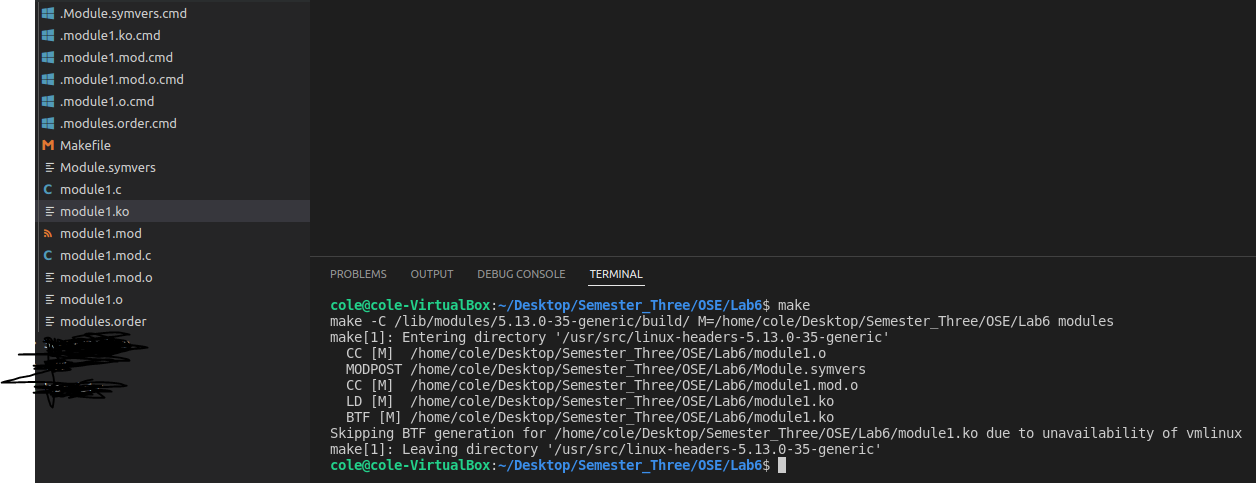 .Module.symvers.cmd
.module1.ko.cmd
.module1.mod.cmd
.module1.mod.o.cmd
.module1.o.cmd
.modules.order.cmd
Makefile
Module.symvers
module1.c
module1.ko
module1.mod
module1.mod.c
module1.mod.o
module1.o
modules.order
PROBLEMS OUTPUT DEBUG CONSOLE TERMINAL
cole@cole-VirtualBox:~/Desktop/Semester_Three/OSE/Lab6$ make
make -C /lib/modules/5.13.0-35-generic/build/ M=/home/cole/Desktop/Semester_Three/OSE/Lab6 modules
make[1]: Entering directory '/usr/src/linux-headers-5.13.0-35-generic'
CC [M]  /home/cole/Desktop/Semester_Three/OSE/Lab6/module1.o
MODPOST /home/cole/Desktop/Semester_Three/OSE/Lab6/Module.symvers
CC [M]  /home/cole/Desktop/Semester_Three/OSE/Lab6/module1.mod.o
LD [M]  /home/cole/Desktop/Semester_Three/OSE/Lab6/module1.ko
BTF [M] /home/cole/Desktop/Semester_Three/OSE/Lab6/module1.ko
Skipping BTF generation for /home/cole/Desktop/Semester_Three/OSE/Lab6/module1.ko due to unavailability of vmlinux
make[1]: Leaving directory '/usr/src/linux-headers-5.13.0-35-generic'
cole@cole-VirtualBox:~/Desktop/Semester_Three/OSE/Lab6$